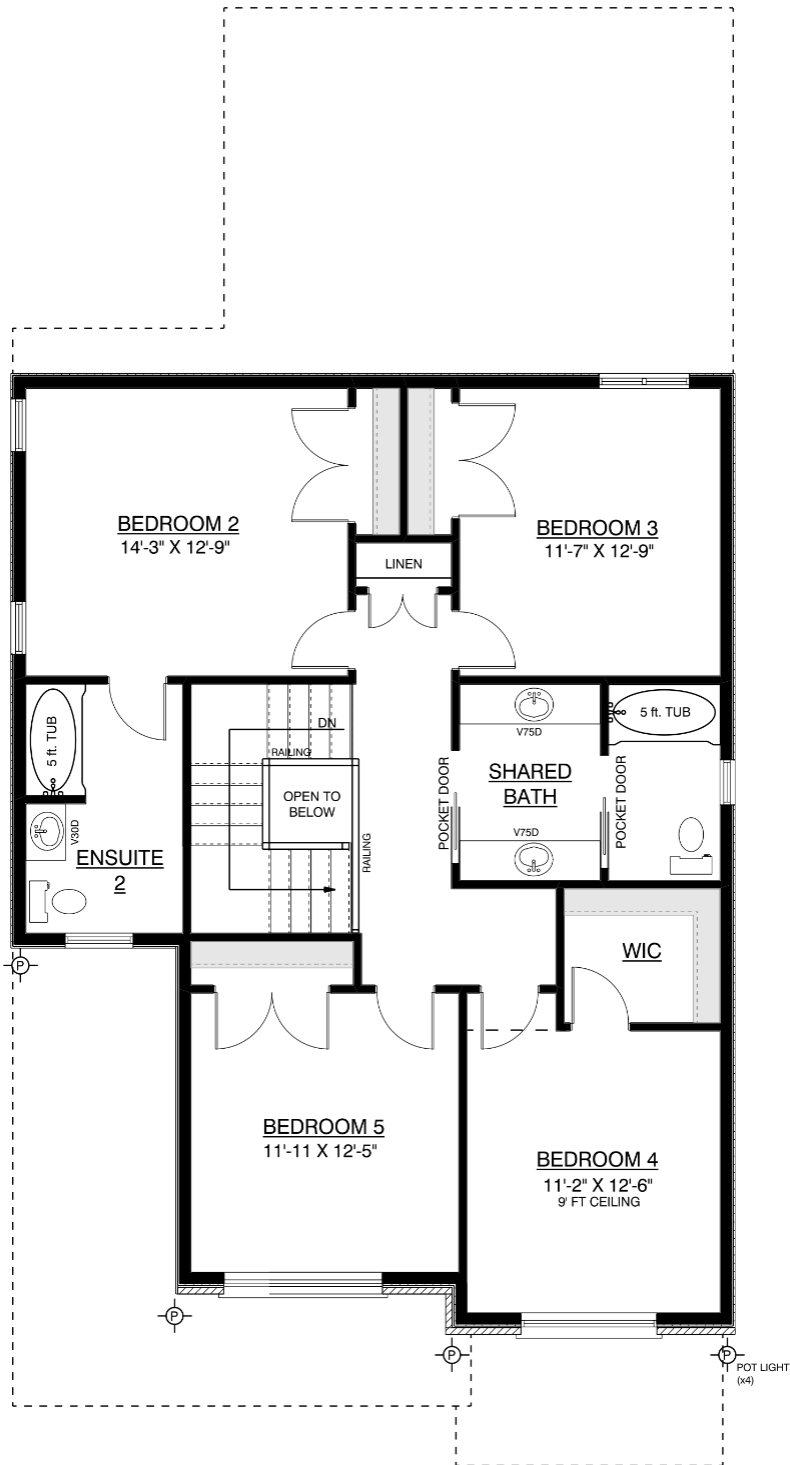 BEDROOM 2
14'-3" X 12'-9"
BEDROOM 3
11'-7" X 12'-9"
LINEN
5 ft. TUB
DN
RAILING
OPEN TO
BELOW
RAILING
V30D
ENSUITE
2
V75D
SHARED
BATH
V75D
POCKET DOOR
POCKET DOOR
5 ft. TUB
WIC
P
BEDROOM 5
11'-11 X 12'-5"
BEDROOM 4
11'-2" X 12'-6"
9' FT CEILING
P
P
P
POT LIGHT
(x4)